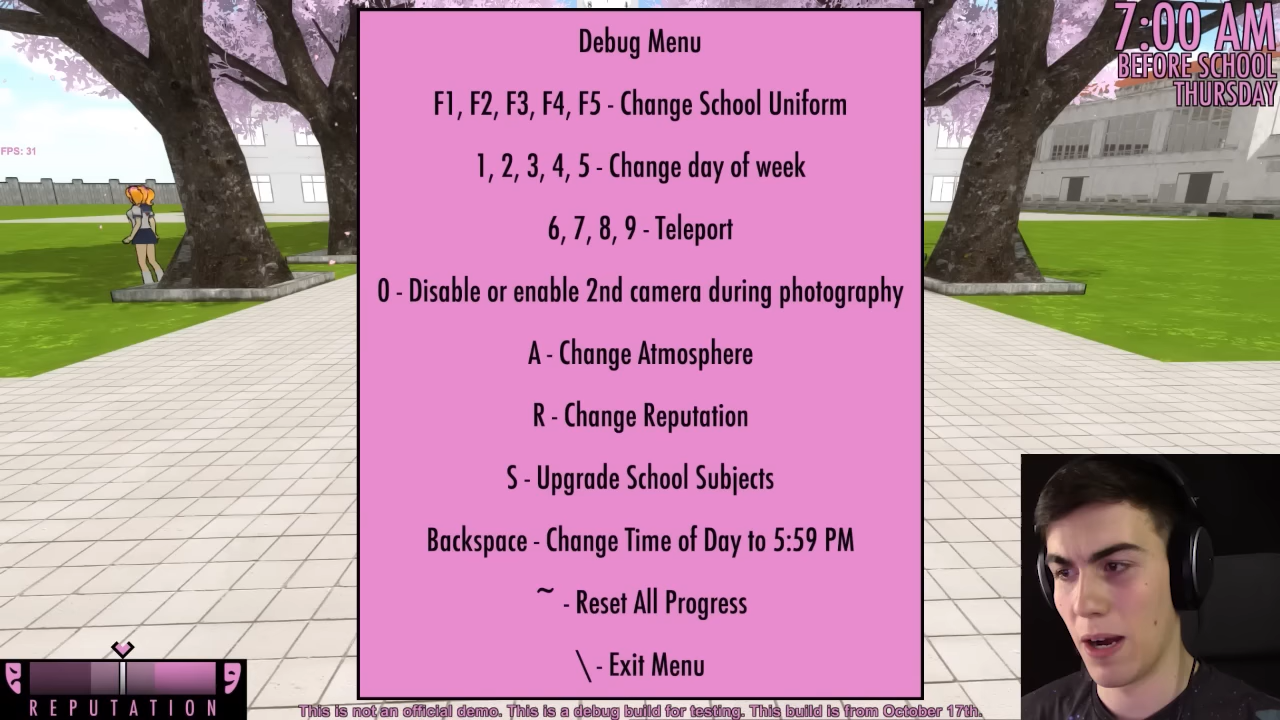 7:00 AM
BEFORE SCHOOL
THURSDAY
FPS: 31
Debug Menu
F1, F2, F3, F4, F5 - Change School Uniform
1, 2, 3, 4, 5 - Change day of week
6, 7, 8, 9 - Teleport
0 - Disable or enable 2nd camera during photography
A - Change Atmosphere
R - Change Reputation
S - Upgrade School Subjects
Backspace - Change Time of Day to 5:59 PM
~ - Reset All Progress
\ - Exit Menu
REPUTATION
This is not an official demo. This is a debug build for testing. This build is from October 17th.